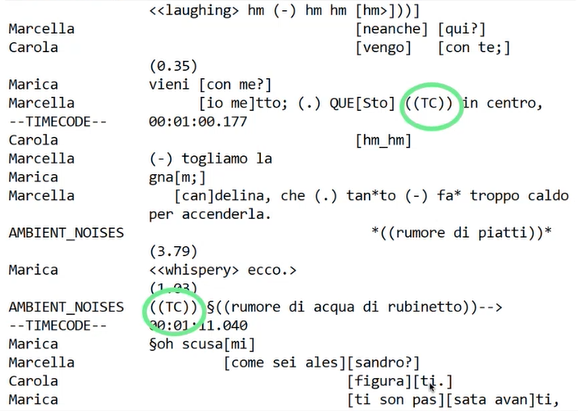 <<laughing> hm (-) hm hm [hm>]))]
Marcella [neanche] [qui?]
Carola [vengo] [con te;]
(0.35)
Marica vieni [con me?]
Marcella [io me]tto; (.) QUE[Sto] ((TC)) in centro,
--TIMECODE-- 00:01:00.177
Carola [hm_hm]
Marcella (-) togliamo la
Marica gna[m;]
Marcella [can]delina, che (.) tan*to (-) fa* troppo caldo
per accenderla.
AMBIENT_NOISES *((rumore di piatti))*
(3.79)
Marica <<whispery> ecco.>
(1.03)
AMBIENT_NOISES ((TC)) §((rumore di acqua di rubinetto))-->
--TIMECODE-- 00:01:11.040
Marica §oh scusa[mi]
Marcella [come sei ales][sandro?]
Carola [figura][ti.]
Marica [ti son pas][sata avan]ti,